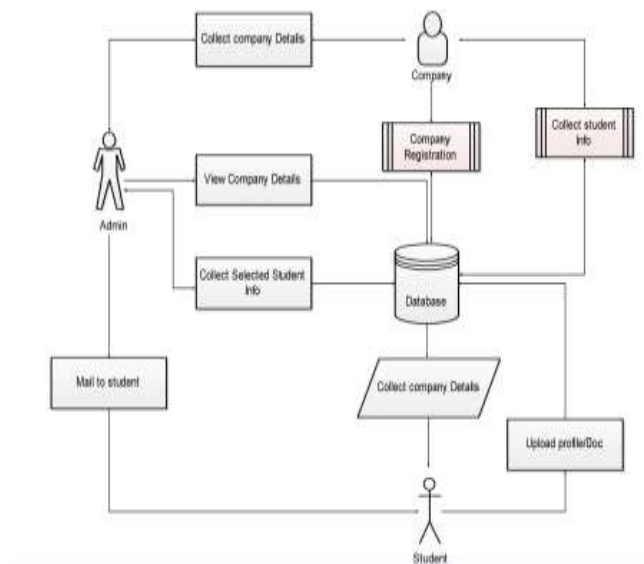 Collect company Details
Company
Company
Registration
Collect student
Info
View Company Details
Admin
Collect Selected Student
Info
Database
Mail to student
Collect company Details
Upload profile/Doc
Student